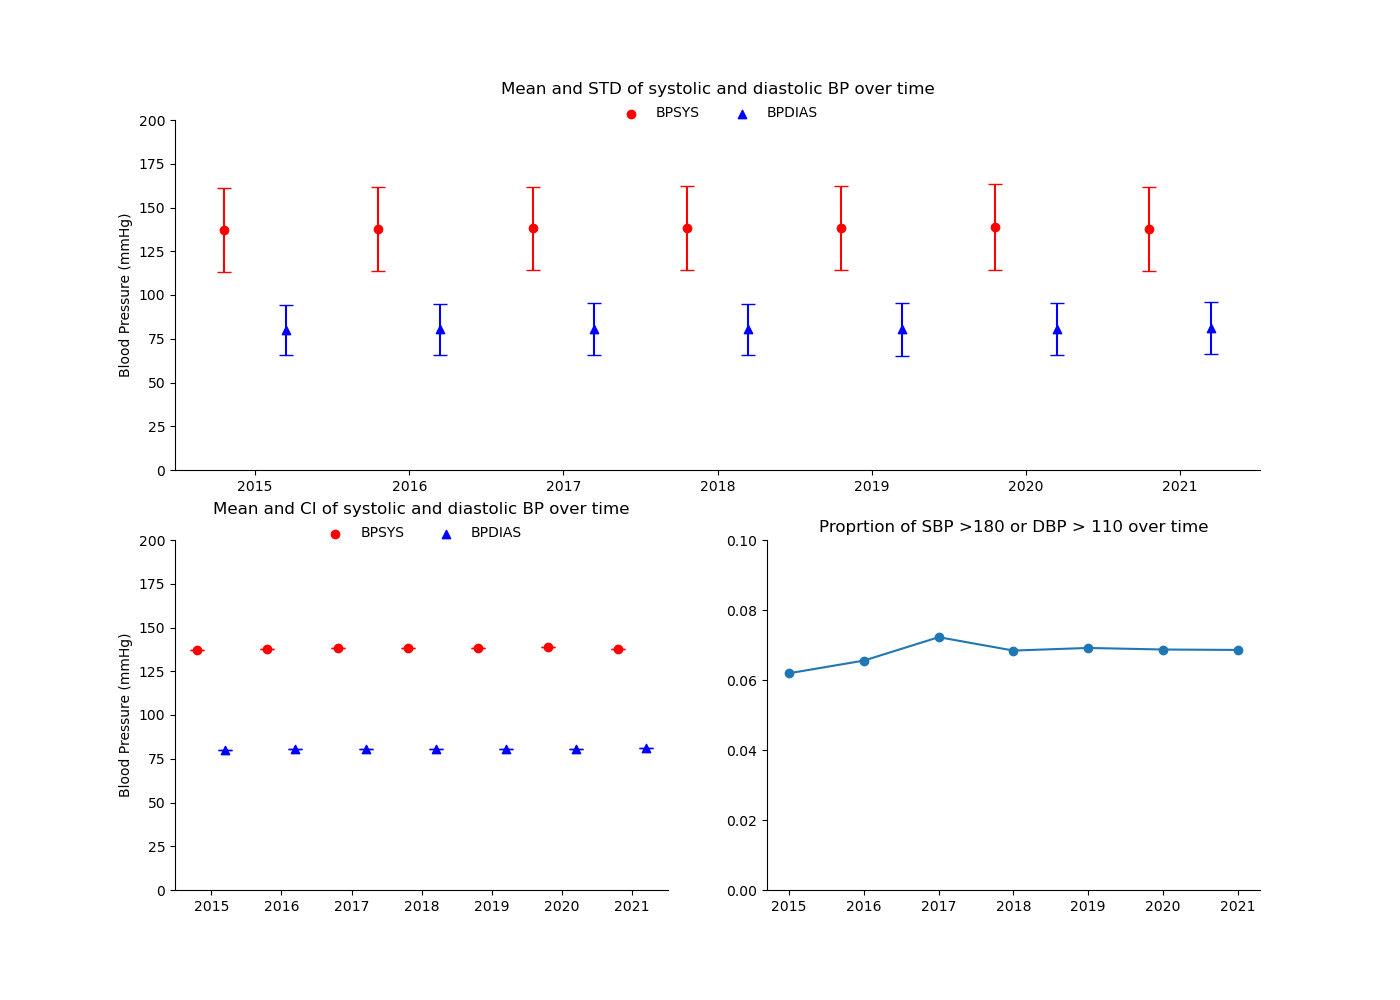 Mean and STD of systolic and diastolic BP over time
BPSYS BPDIAS
200
175
150
125
100
75
50
25
0
Blood Pressure (mmHg)
2015 2016 2017 2018 2019 2020 2021
Mean and CI of systolic and diastolic BP over time
BPSYS BPDIAS
200
175
150
125
100
75
50
25
0
Blood Pressure (mmHg)
2015 2016 2017 2018 2019 2020 2021
Proprtion of SBP >180 or DBP > 110 over time
0.10
0.08
0.06
0.04
0.02
0.00
2015 2016 2017 2018 2019 2020 2021